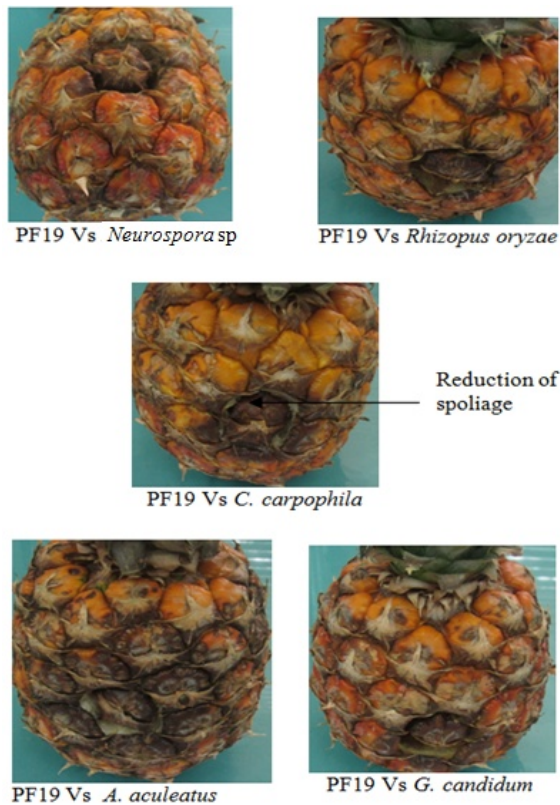 PF19 Vs Neurospora sp
PF19 Vs Rhizopus oryzae
Reduction of
spoliage
PF19 Vs C. carpophila
PF19 Vs A. aculeatus
PF19 Vs G. candidum